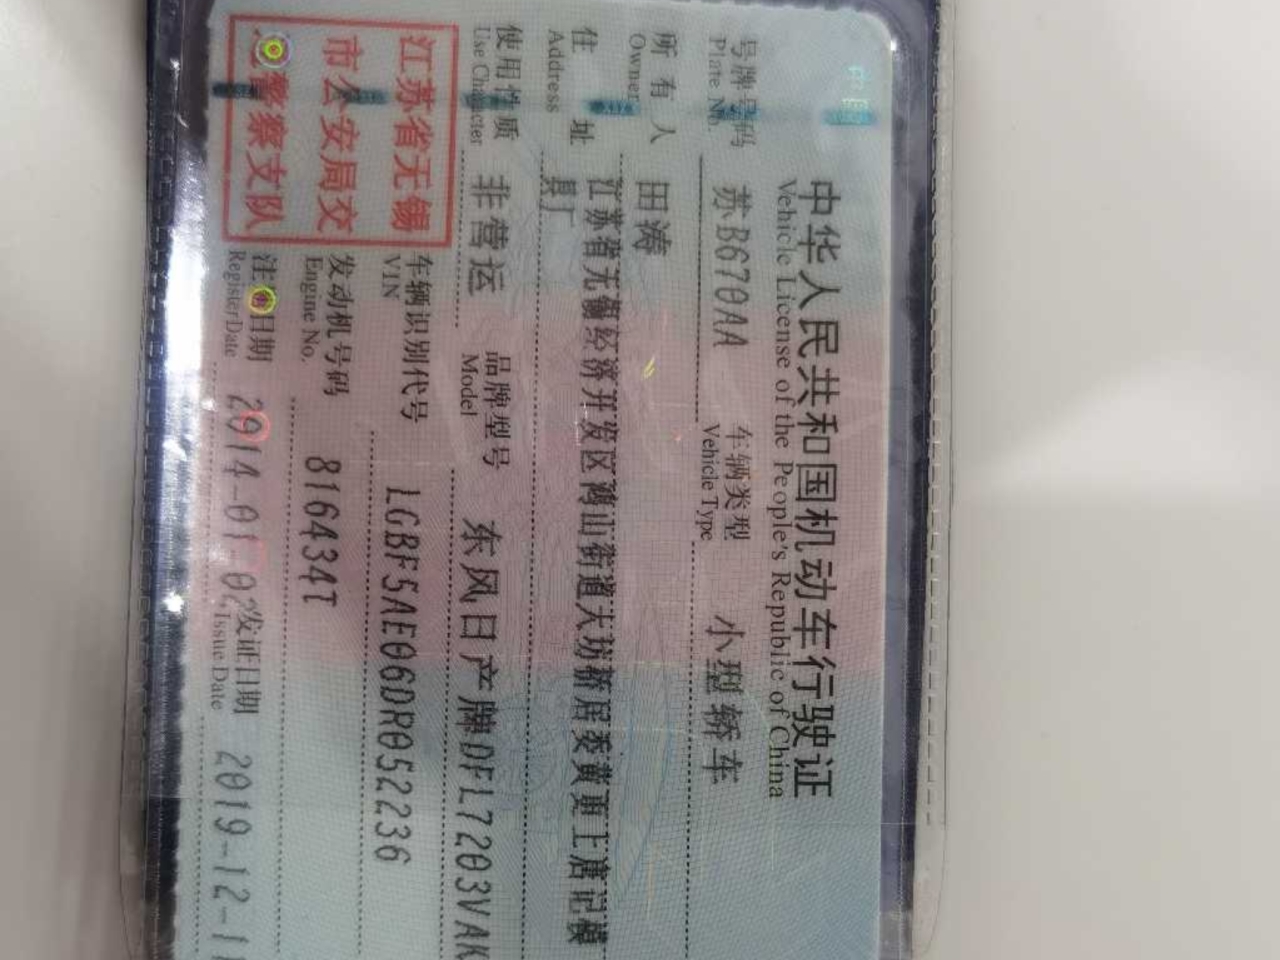 中华人民共和国机动车行驶证
Vehicle License of the People's Republic of China
号牌号码 苏B670AA 车辆类型 小型轿车
Plate No. Vehicle Type
所有人 田涛
Owner
住址 江苏省无锡经济开发区鸿山街道大坊桥居委黄更上唐记模
Address 具厂
使用性质 非营运 品牌型号 东风日产牌DFL7203VAK
Use Character Model
江苏省无锡
市公安局交
警察支队
车辆识别代号 LGBF5AE06DR052236
VIN
发动机号码 816434T
Engine No.
注册日期 2014-01-02 发证日期 2019-12-1
Register Date Issue Date